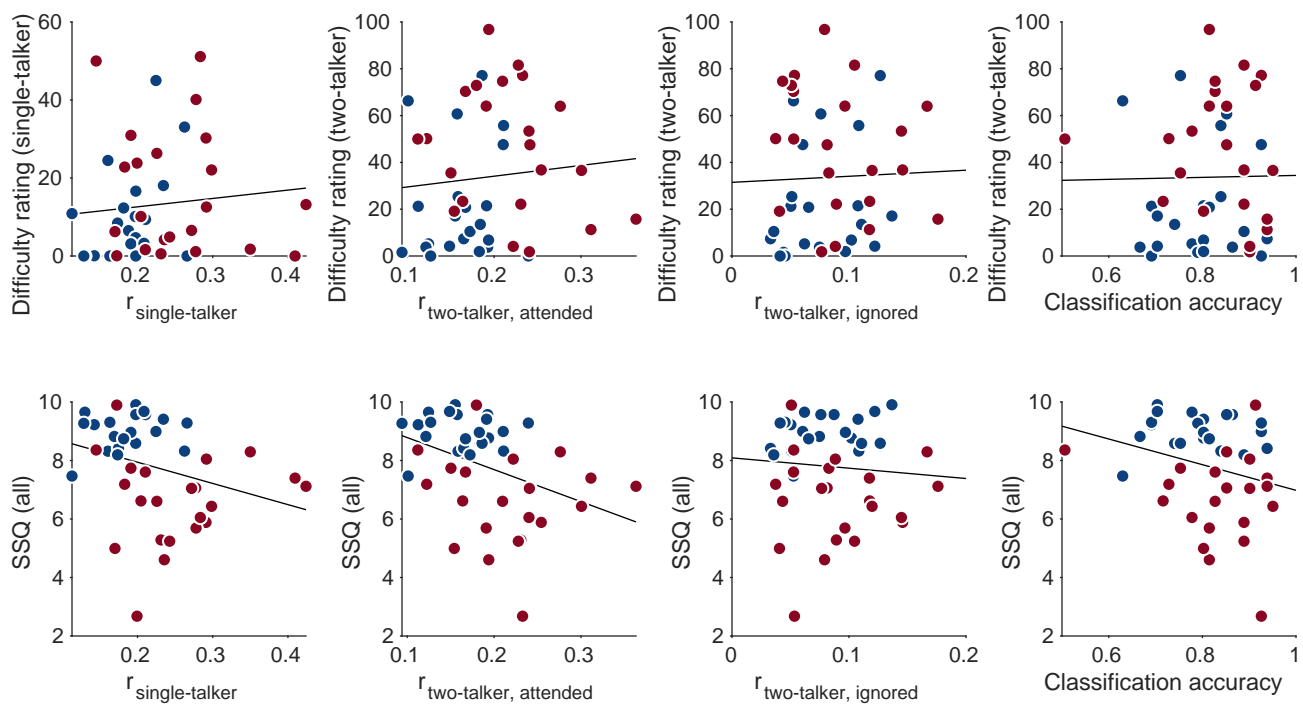 Difficulty rating (single-talker)
60
40
20
0
0.2 0.3 0.4
r single-talker
Difficulty rating (two-talker)
100
80
60
40
20
0
0.1 0.2 0.3
r two-talker, attended
Difficulty rating (two-talker)
100
80
60
40
20
0
0 0.1 0.2
r two-talker, ignored
Difficulty rating (two-talker)
100
80
60
40
20
0
0.6 0.8 1
Classification accuracy
SSQ (all)
10
8
6
4
2
0.2 0.3 0.4
r single-talker
SSQ (all)
10
8
6
4
2
0.1 0.2 0.3
r two-talker, attended
SSQ (all)
10
8
6
4
2
0 0.1 0.2
r two-talker, ignored
SSQ (all)
10
8
6
4
2
0.6 0.8 1
Classification accuracy